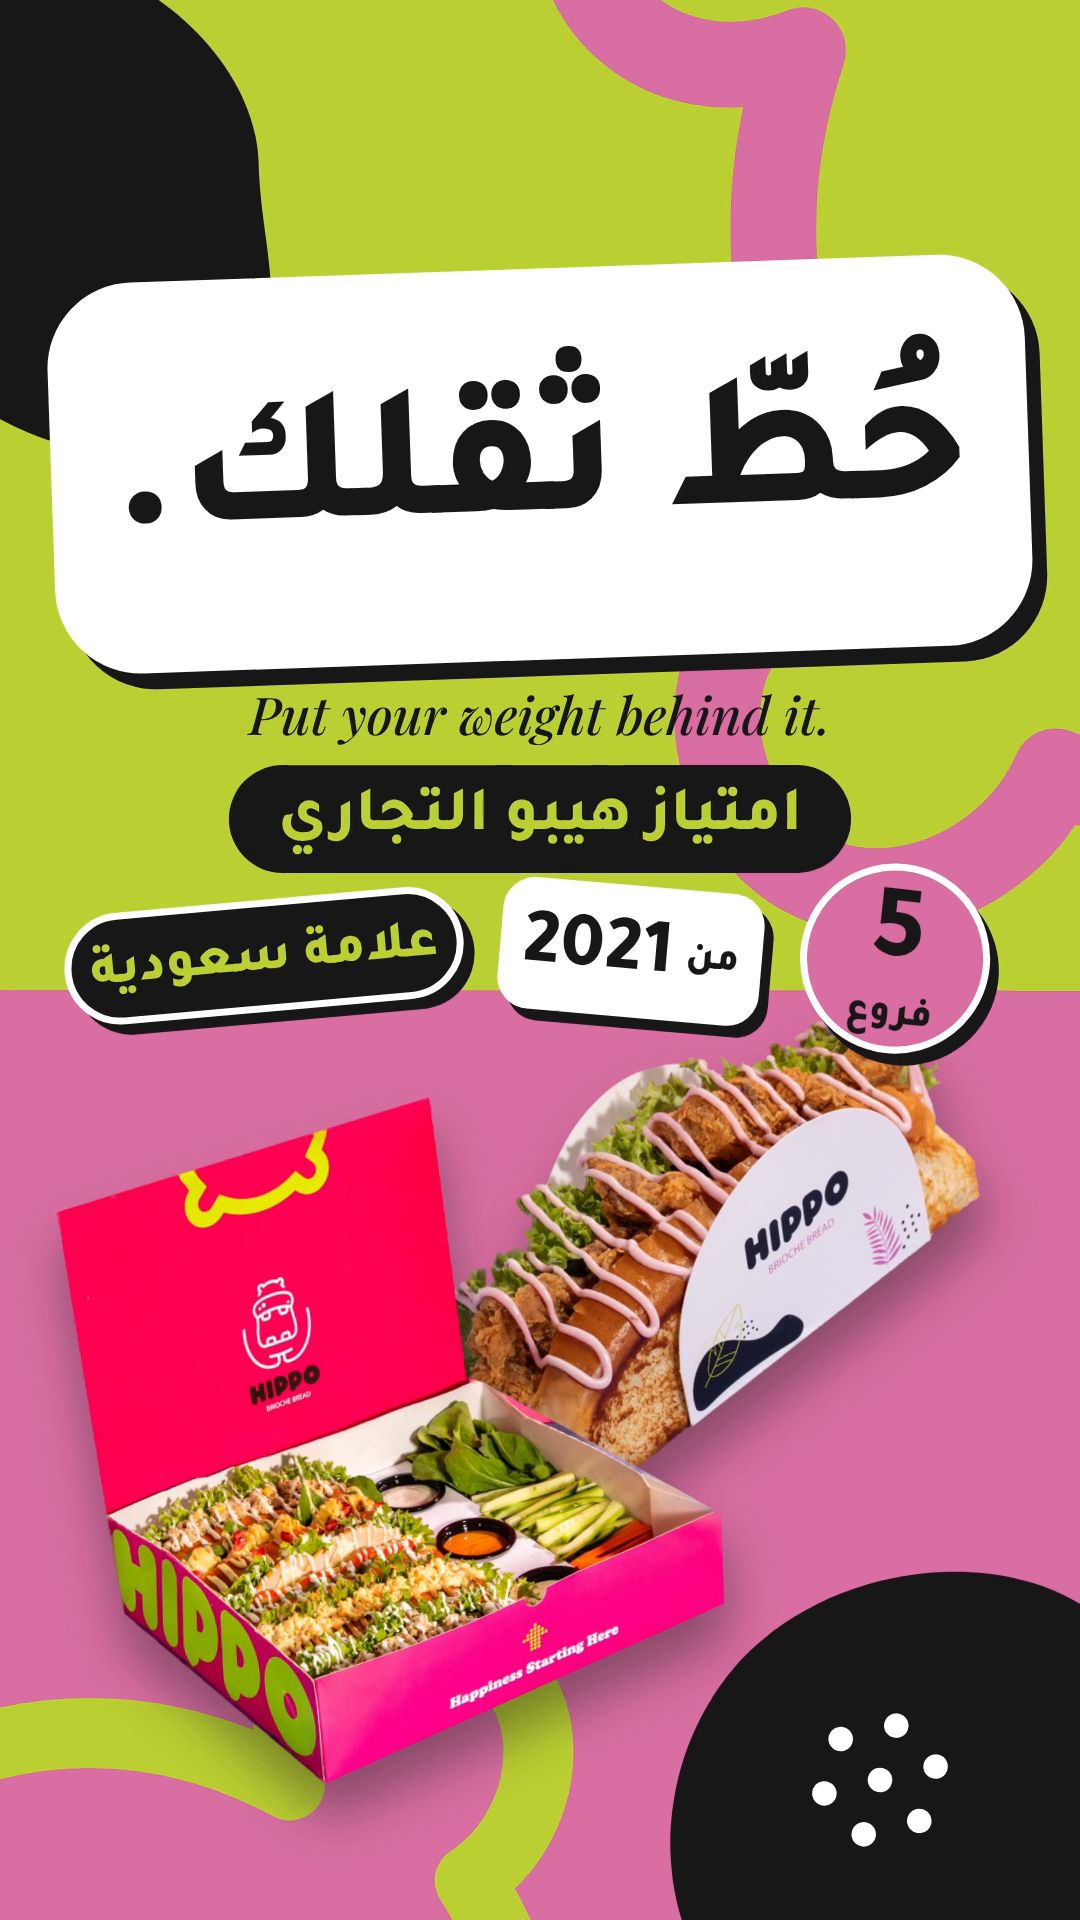 حُطّ ثقلك.
Put your weight behind it.
امتياز هيبو التجاري
5
فروع
من 2021
علامة سعودية
HIPPO
BRIOCHE BREAD
HIPPO
BRIOCHE BREAD
HIPPO
Happiness Starting Here